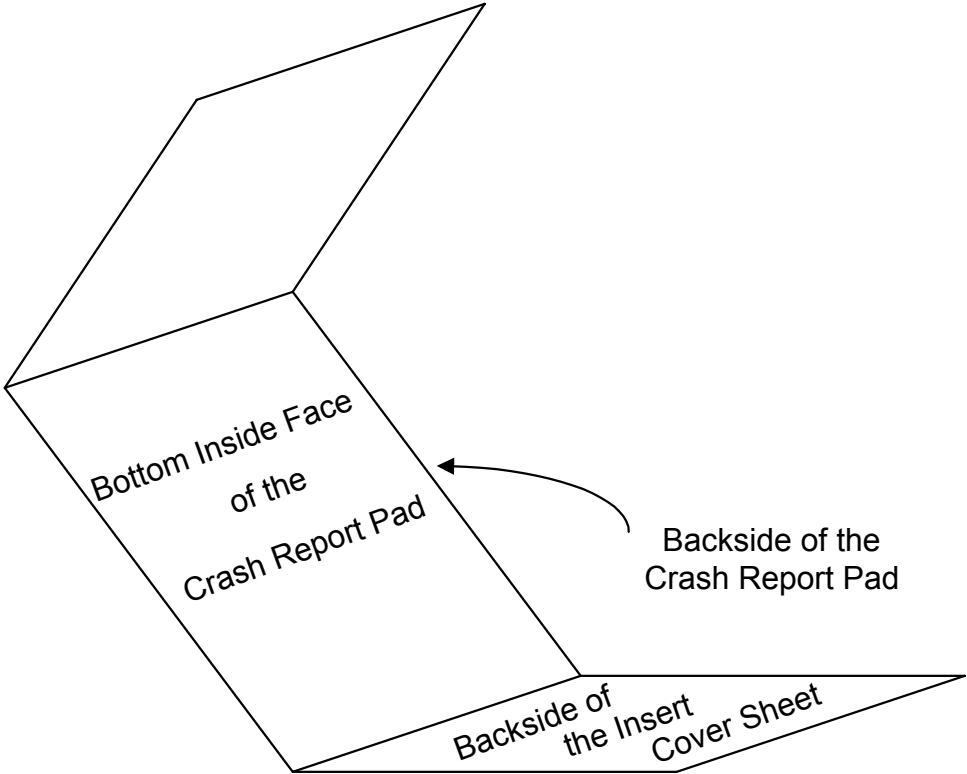 Bottom Inside Face
of the
Crash Report Pad
Backside of the
Crash Report Pad
Backside of
the Insert
Cover Sheet